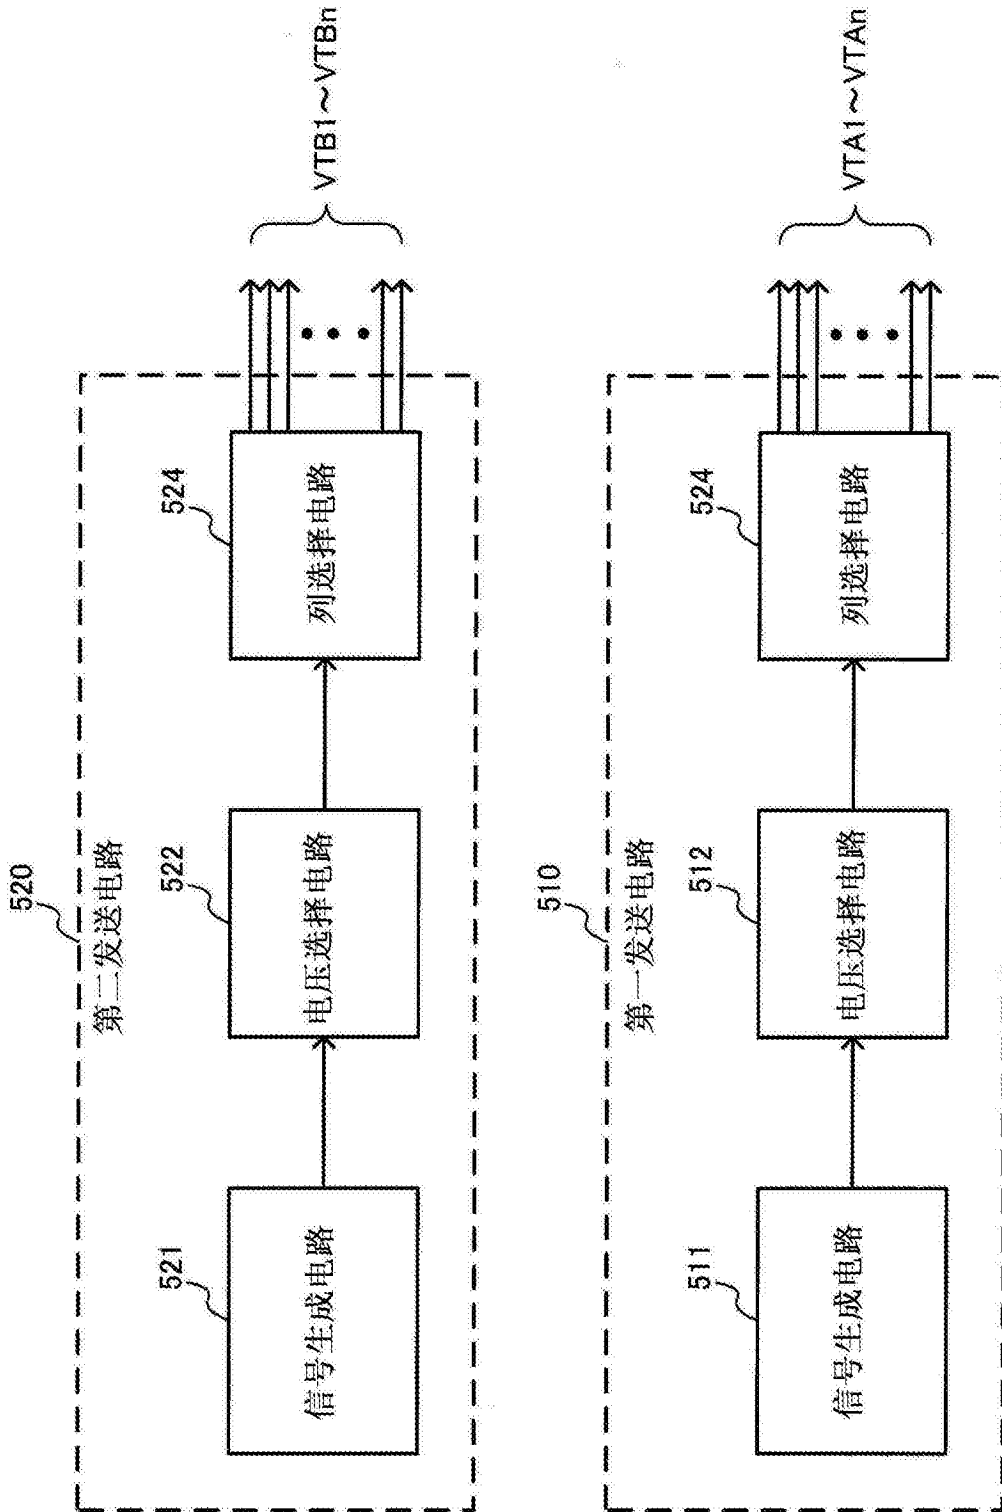 520
第二发送电路
521
信号生成电路
522
电压选择电路
524
列选择电路
VTB1～VTBn
510
第一发送电路
511
信号生成电路
512
电压选择电路
524
列选择电路
VTA1～VTAn